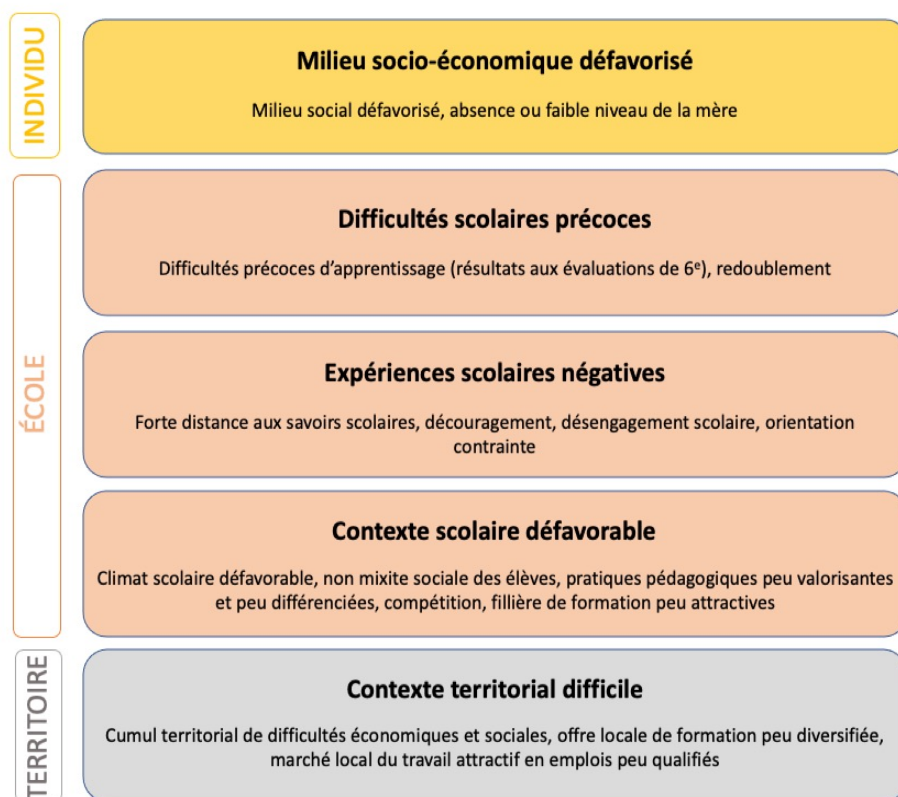 INDIVIDU
Milieu socio-économique défavorisé
Milieu social défavorisé, absence ou faible niveau de la mère
ÉCOLE
Difficultés scolaires précoces
Difficultés précoces d'apprentissage (résultats aux évaluations de 6e), redoublement
Expériences scolaires négatives
Forte distance aux savoirs scolaires, découragement, désengagement scolaire, orientation
contrainte
Contexte scolaire défavorable
Climat scolaire défavorable, non mixite sociale des élèves, pratiques pédagogiques peu valorisantes
et peu différenciées, compétition, fillière de formation peu attractives
TERRITOIRE
Contexte territorial difficile
Cumul territorial de difficultés économiques et sociales, offre locale de formation peu diversifiée,
marché local du travail attractif en emplois peu qualifiés